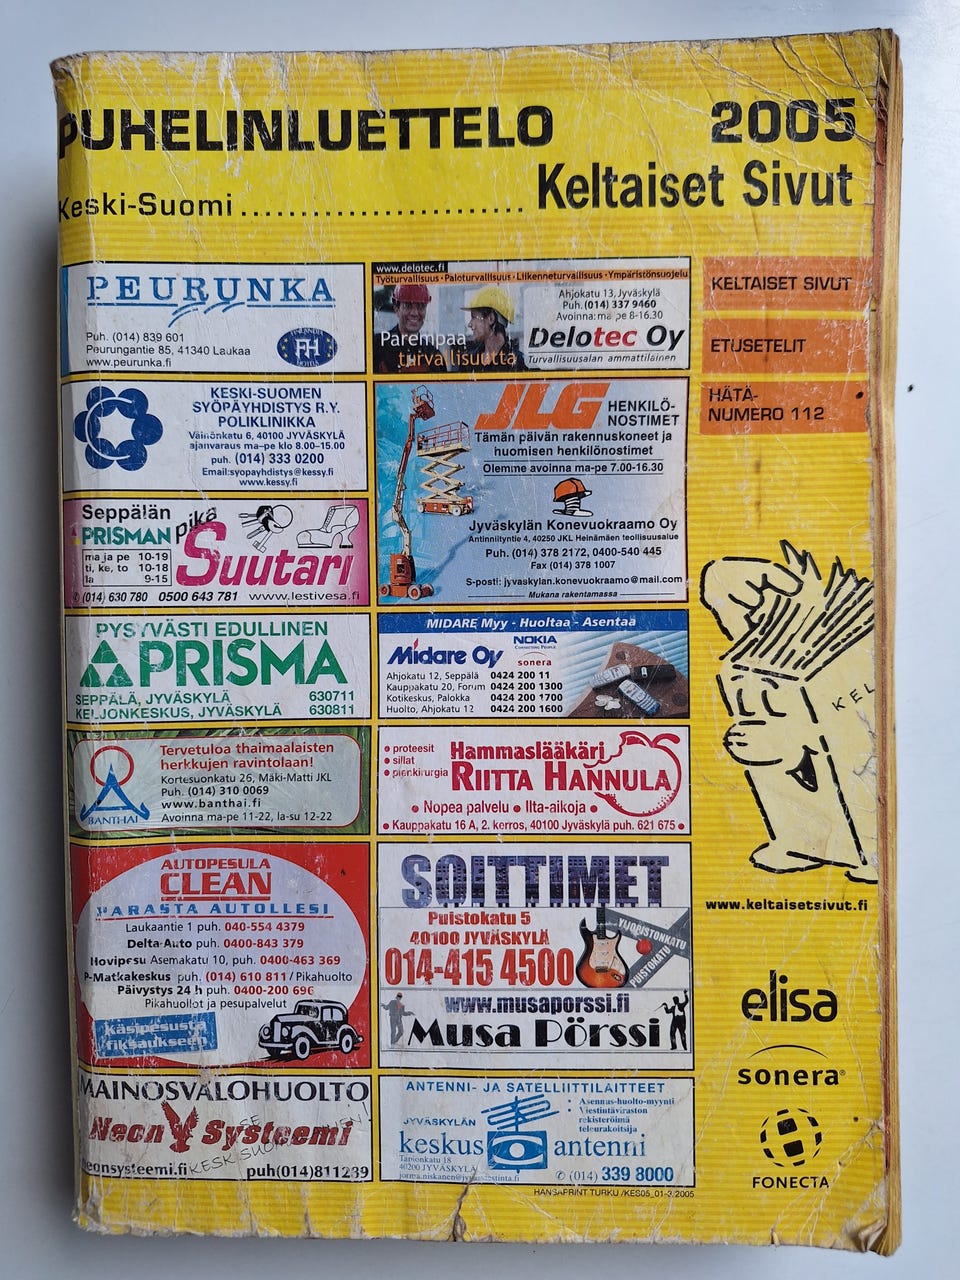 PUHELINLUETTELO 2005
Keski-Suomi........................ Keltaiset Sivut
PEURUNKA
Puh. (014) 839 601
Peurungantie 85, 41340 Laukaa
www.peurunka.fi
FINLANDIA
FH
HOTELS
KESKI-SUOMEN
SYÖPÄYHDISTYS R.Y.
POLIKLINIKKA
Väinönkatu 6, 40100 JYVÄSKYLÄ
ajanvaraus ma-pe klo 8.00-15.00
puh. (014) 333 0200
Email:syopayhdistys@kessy.fi
www.kessy.fi
Seppälän
PRISMAN pika
Suutari
ma ja pe 10-19
ti, ke, to 10-18
la 9-15
(014) 630 780 0500 643 781 www.lestivesa.fi
PYSYVÄSTI EDULLINEN
PRISMA
SEPPÄLÄ, JYVÄSKYLÄ 630711
KELJONKESKUS, JYVÄSKYLÄ 630811
Tervetuloa thaimaalaisten
herkkujen ravintolaan!
Kortesuonkatu 26, Mäki-Matti JKL
Puh. (014) 310 0069
www.banthai.fi
Avoinna ma-pe 11-22, la-su 12-22
BANTHAI
AUTOPESULA
CLEAN
PARASTA AUTOLLESI
Laukaantie 1 puh. 040-554 4379
Delta-Auto puh. 0400-843 379
Hovipesu Asemakatu 10, puh. 0400-463 369
P-Matkakeskus puh. (014) 610 811 / Pikahuolto
Päivystys 24 h puh. 0400-200 696
Pikahuollot ja pesupalvelut
Käsipesusta
fiksaukseen
MAINOSVALOHUOLTO
Neon Systeemi
neonsysteemi.fi puh(014)811289
www.delotec.fi
Työturvallisuus • Paloturvallisuus • Liikenneturvallisuus • Ympäristönsuojelu
Ahjokatu 13, Jyväskylä
Puh. (014) 337 9460
Avoinna: ma-pe 8-16.30
Parempaa
turvallisuutta
Delotec Oy
Turvallisuusalan ammattilainen
JLG HENKILÖ-
NOSTIMET
Tämän päivän rakennuskoneet ja
huomisen henkilönostimet
Olemme avoinna ma-pe 7.00-16.30
Jyväskylän Konevuokraamo Oy
Antinniityntie 4, 40250 JKL Heinämäen teollisuusalue
Puh. (014) 378 2172, 0400-540 445
Fax (014) 378 1007
S-posti: jyvaskylan.konevuokraamo@mail.com
Mukana rakentamassa
MIDARE Myy - Huoltaa - Asentaa
Midare Oy NOKIA
CONNECTING PEOPLE
sonera
Ahjokatu 12, Seppälä 0424 200 11
Kauppakatu 20, Forum 0424 200 1300
Kotikeskus, Palokka 0424 200 1700
Huolto, Ahjokatu 12 0424 200 1600
• proteesit
• sillat
• pienkirurgia
Hammaslääkäri
RIITTA HANNULA
• Nopea palvelu • Ilta-aikoja •
• Kauppakatu 16 A, 2. kerros, 40100 Jyväskylä puh. 621 675 •
SOITTIMET
Puistokatu 5
40100 JYVÄSKYLÄ
014-415 4500
YLIOPISTONKATU
PUISTOKATU
www.musaporssi.fi
Musa Pörssi
ANTENNI- JA SATELLIITTILAITTEET
Asennus-huolto-myynti
Viestintäviraston
rekisteröimä
teleurakoitsija
JYVÄSKYLÄN
keskus antenni
Tapionkatu 18
40200 JYVÄSKYLÄ
(014) 339 8000
HANSAPRINT TURKU /KES05_01-3/2005
KELTAISET SIVUT
ETUSETELIT
HÄTÄ-
NUMERO 112
KEL
www.keltaisetsivut.fi
elisa
sonera
FONECTA